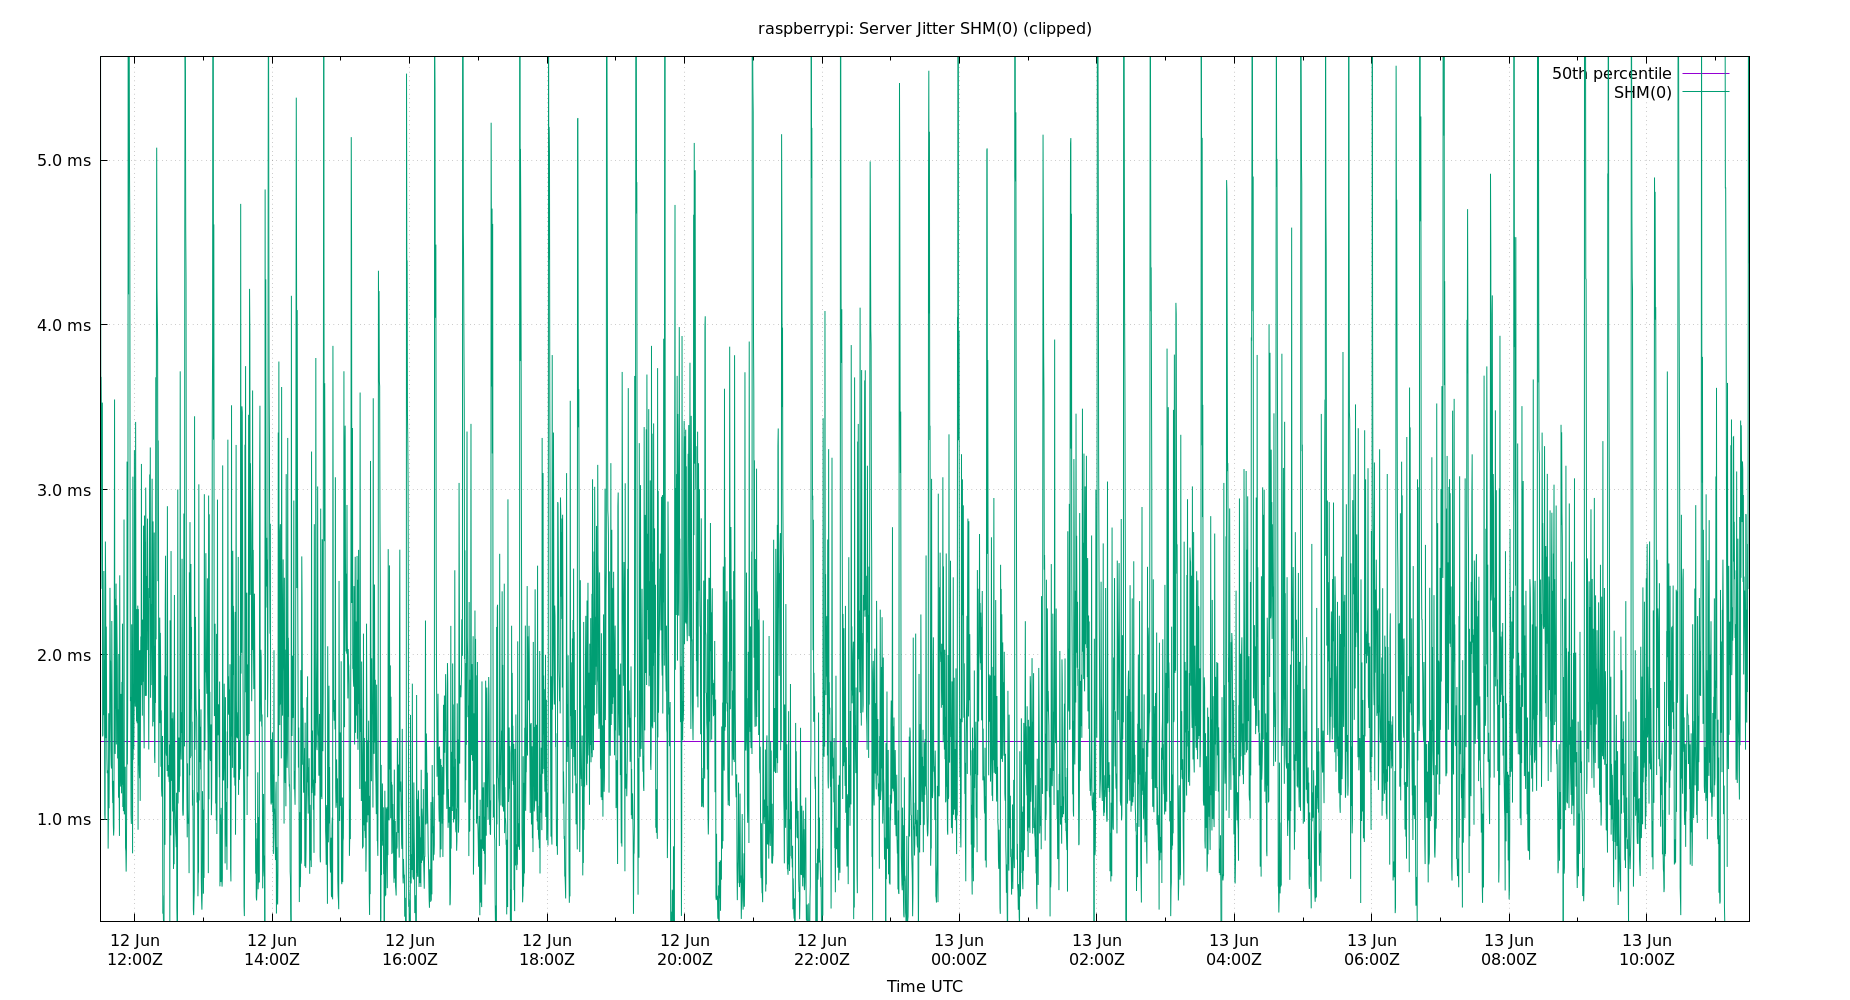 raspberrypi: Server Jitter SHM(0) (clipped)
50th percentile
SHM(0)
5.0 ms
4.0 ms
3.0 ms
2.0 ms
1.0 ms
12 Jun 12 Jun 12 Jun 12 Jun 12 Jun 12 Jun 13 Jun 13 Jun 13 Jun 13 Jun 13 Jun 13 Jun
12:00Z 14:00Z 16:00Z 18:00Z 20:00Z 22:00Z 00:00Z 02:00Z 04:00Z 06:00Z 08:00Z 10:00Z
Time UTC